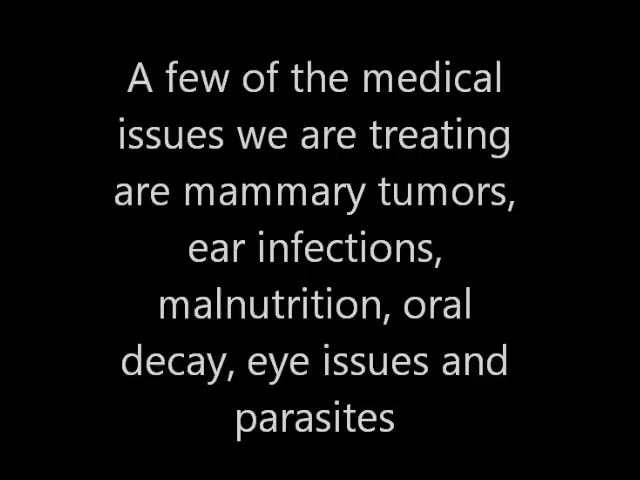 A few of the medical
issues we are treating
are mammary tumors,
ear infections,
malnutrition, oral
decay, eye issues and
parasites